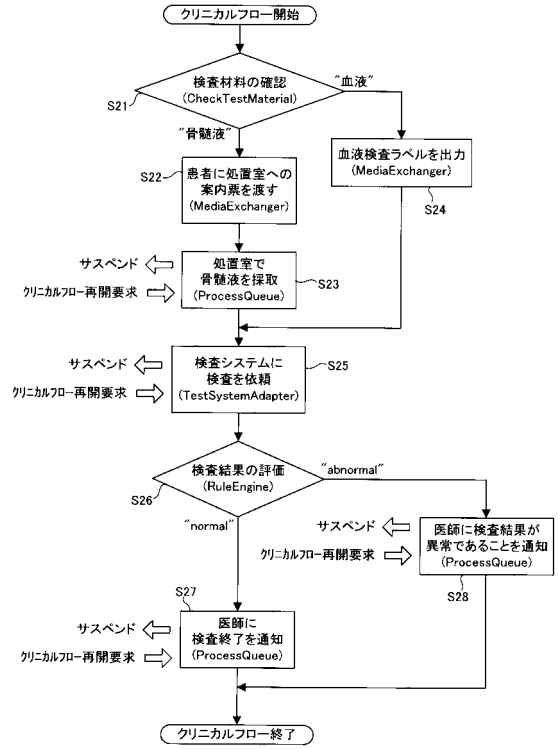 クリニカルフロー開始
検査材料の確認
(CheckTestMaterial)
S21
"血液"
"骨髄液"
S22
患者に処置室への
案内票を渡す
(MediaExchanger)
血液検査ラベルを出力
(MediaExchanger)
S24
サスペンド
クリニカルフロー再開要求
処置室で
骨髄液を採取
(ProcessQueue)
S23
サスペンド
クリニカルフロー再開要求
検査システムに
検査を依頼
(TestSystemAdapter)
S25
検査結果の評価
(RuleEngine)
S26
"abnormal"
"normal"
サスペンド
クリニカルフロー再開要求
医師に検査結果が
異常であることを通知
(ProcessQueue)
S28
S27
サスペンド
クリニカルフロー再開要求
医師に
検査終了を通知
(ProcessQueue)
クリニカルフロー終了